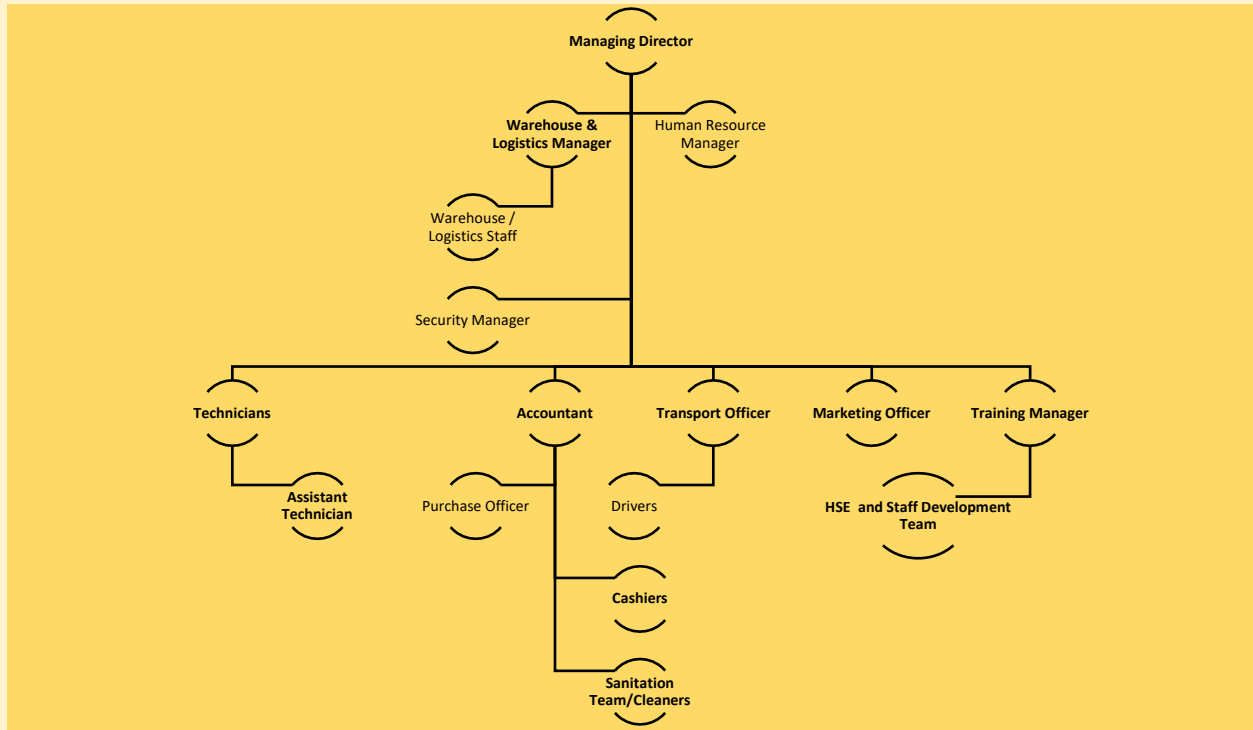 Managing Director
Warehouse &
Logistics Manager
Human Resource
Manager
Warehouse /
Logistics Staff
Security Manager
Technicians
Accountant
Transport Officer
Marketing Officer
Training Manager
Assistant
Technician
Purchase Officer
Drivers
HSE  and Staff Development
Team
Cashiers
Sanitation
Team/Cleaners